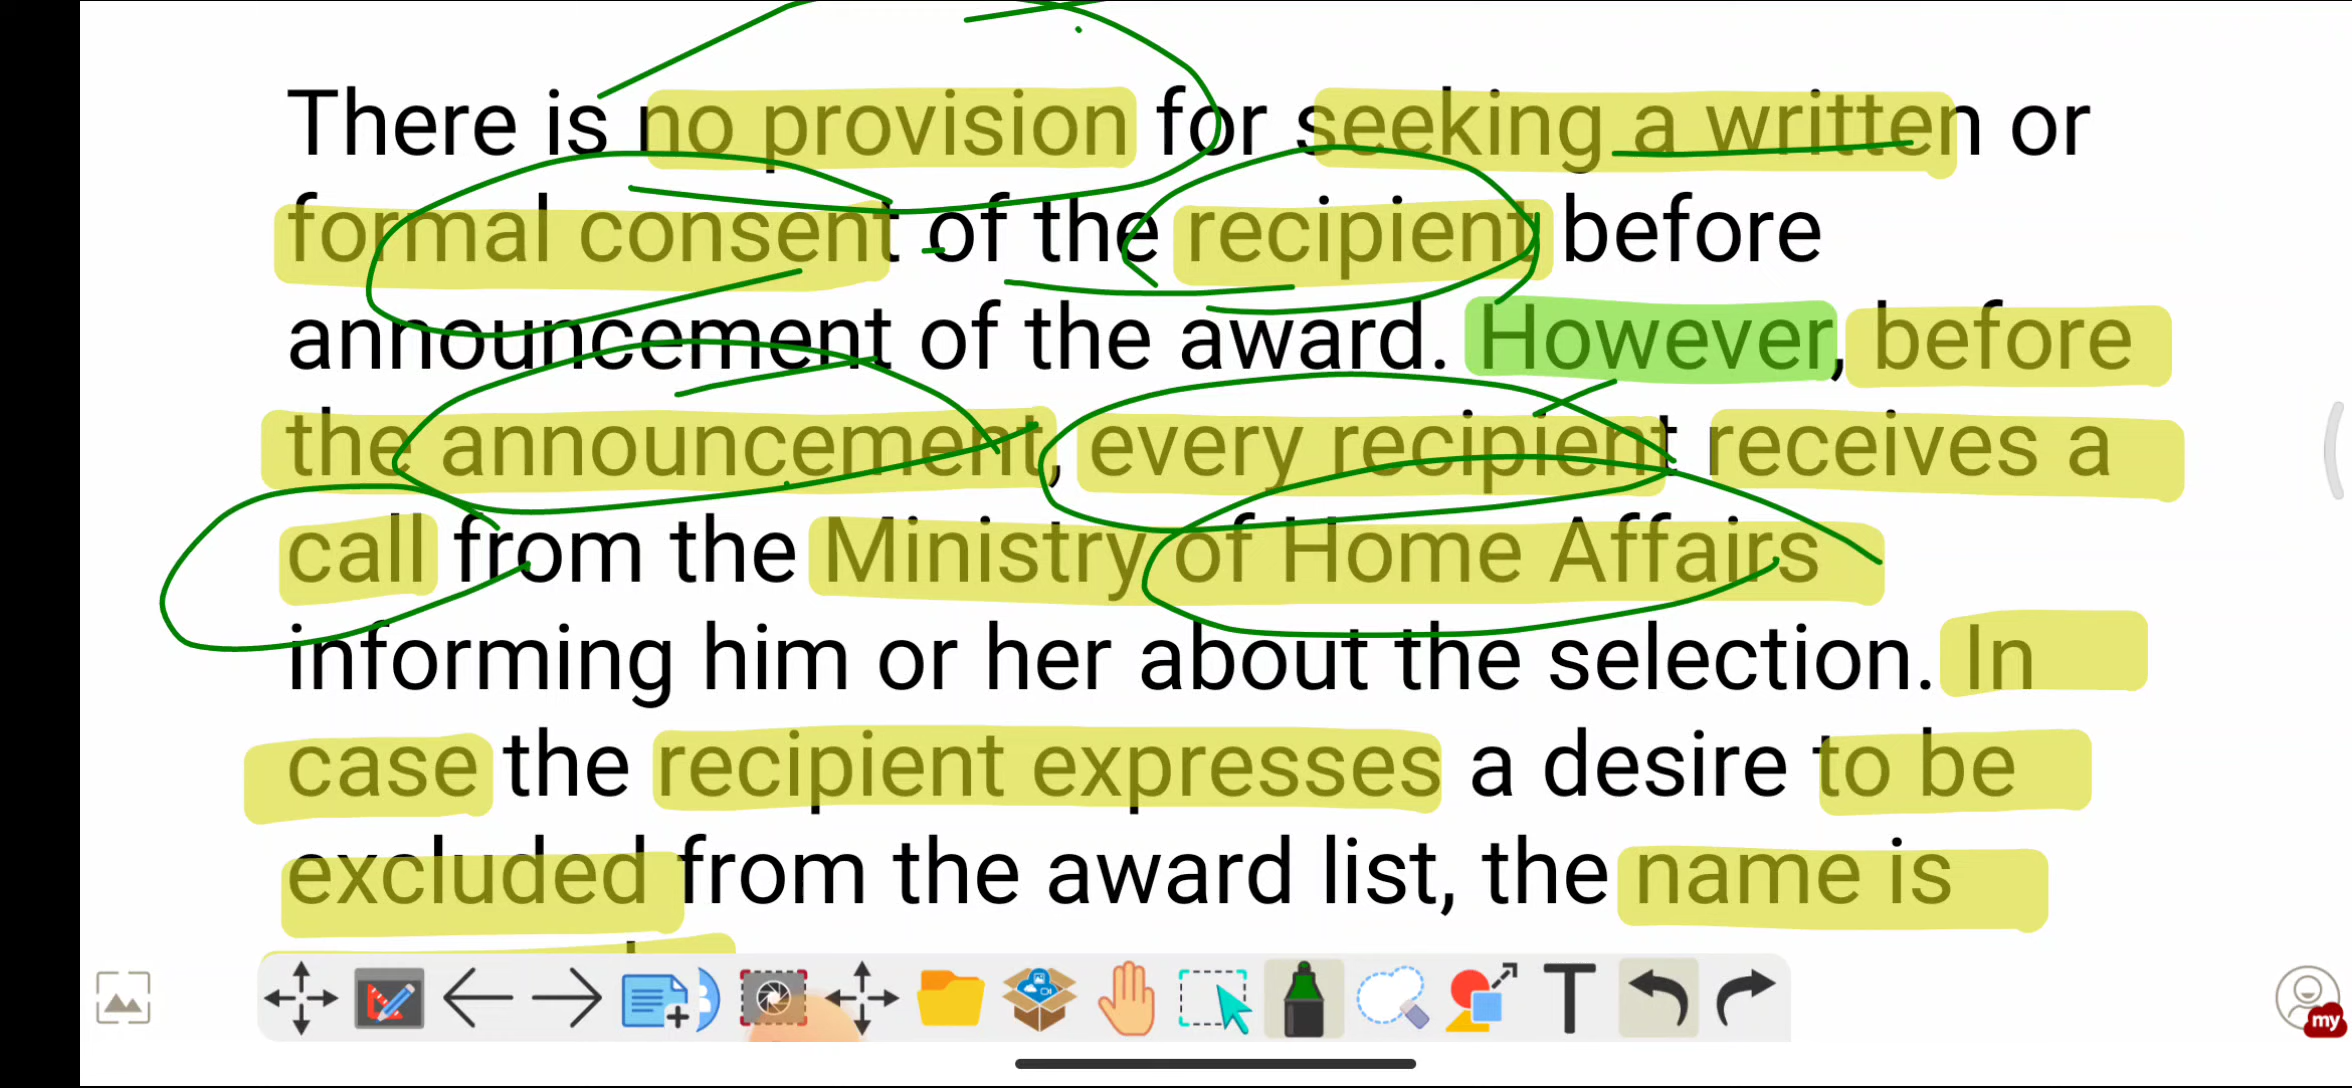 There is no provision for seeking a written or
formal consent of the recipient before
announcement of the award. However, before
the announcement, every recipient receives a
call from the Ministry of Home Affairs
informing him or her about the selection. In
case the recipient expresses a desire to be
excluded from the award list, the name is
T
my